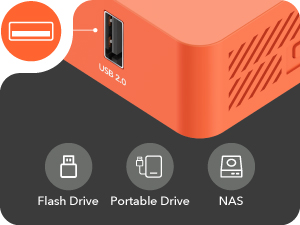 USB 2.0
Flash Drive
Portable Drive
NAS